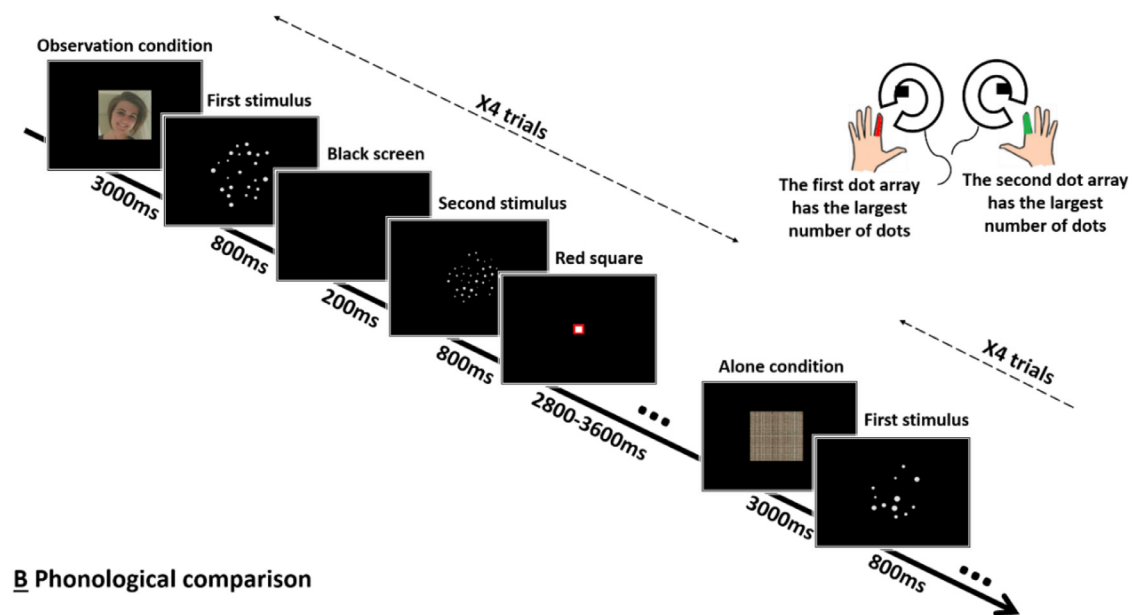 Observation condition
First stimulus
Black screen
Second stimulus
Red square
3000ms
800ms
200ms
800ms
2800-3600ms
X4 trials
The first dot array
has the largest
number of dots
The second dot array
has the largest
number of dots
X4 trials
Alone condition
First stimulus
3000ms
800ms
B Phonological comparison